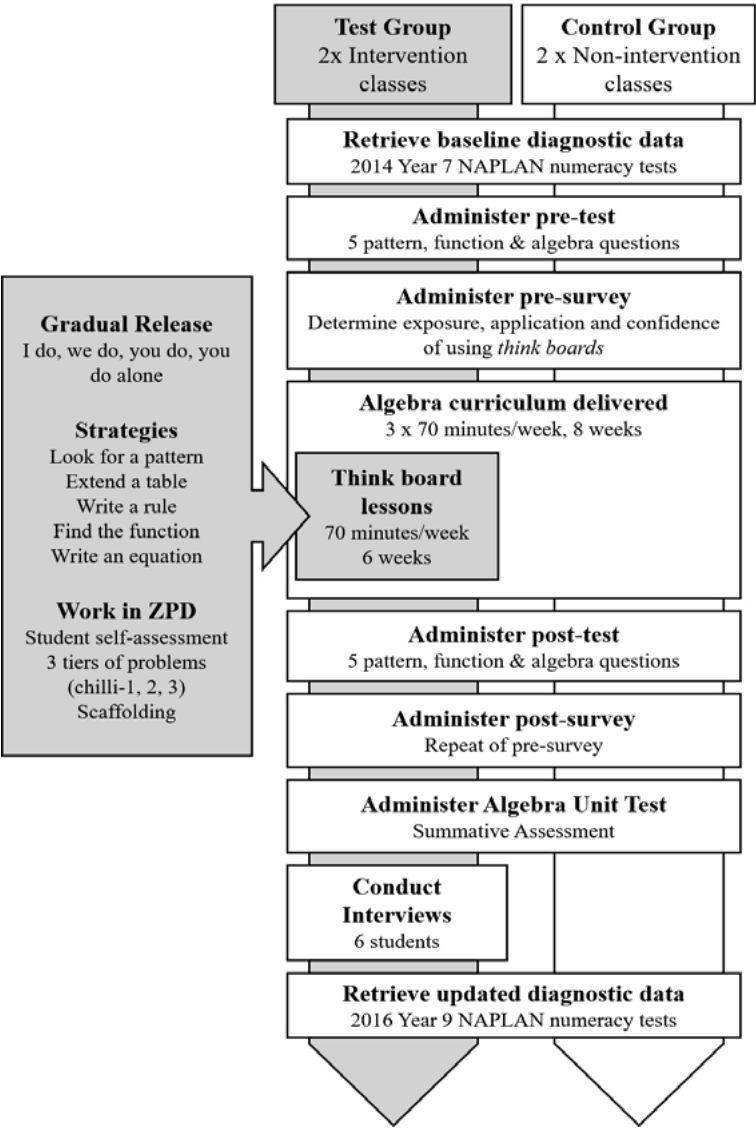 Test Group
2x Intervention
classes
Control Group
2 x Non-intervention
classes
Retrieve baseline diagnostic data
2014 Year 7 NAPLAN numeracy tests
Administer pre-test
5 pattern, function & algebra questions
Administer pre-survey
Determine exposure, application and confidence
of using think boards
Gradual Release
I do, we do, you do, you
do alone
Strategies
Look for a pattern
Extend a table
Write a rule
Find the function
Write an equation
Work in ZPD
Student self-assessment
3 tiers of problems
(chilli-1, 2, 3)
Scaffolding
Algebra curriculum delivered
3 x 70 minutes/week, 8 weeks
Think board
lessons
70 minutes/week
6 weeks
Administer post-test
5 pattern, function & algebra questions
Administer post-survey
Repeat of pre-survey
Administer Algebra Unit Test
Summative Assessment
Conduct
Interviews
6 students
Retrieve updated diagnostic data
2016 Year 9 NAPLAN numeracy tests